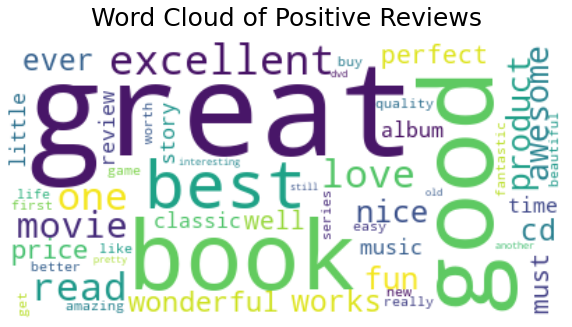 Word Cloud of Positive Reviews
ever
excellent
dvd
buy
perfect
little
great
good
product
awesome
review
worth
story
quality
album
fantastic
beautiful
game
interesting
best
still
love
life
first
one
series
old
nice
time
movie
classic
well
easy
cd
price
like
book
music
another
better
pretty
read
fun
must
get
amazing
wonderful
works
new
really